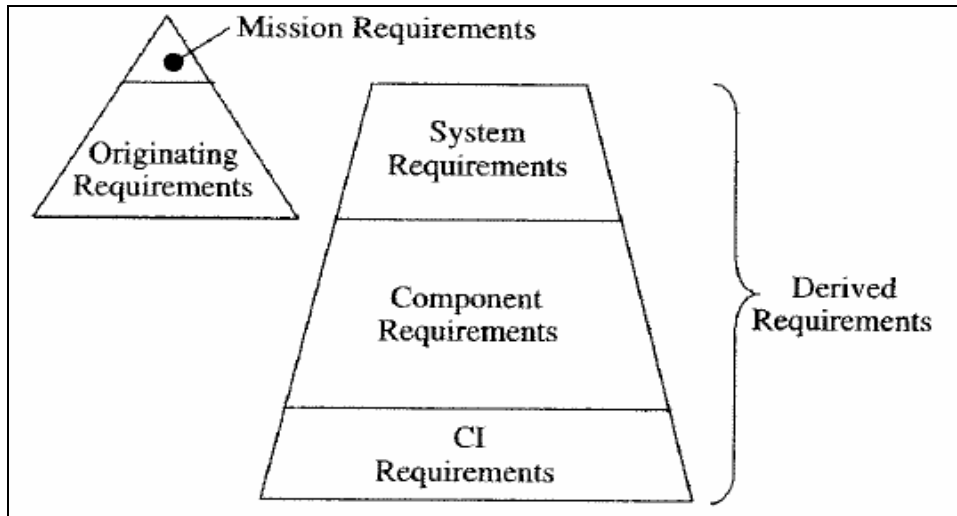 Mission Requirements
Originating
Requirements
System
Requirements
Component
Requirements
CI
Requirements
Derived
Requirements